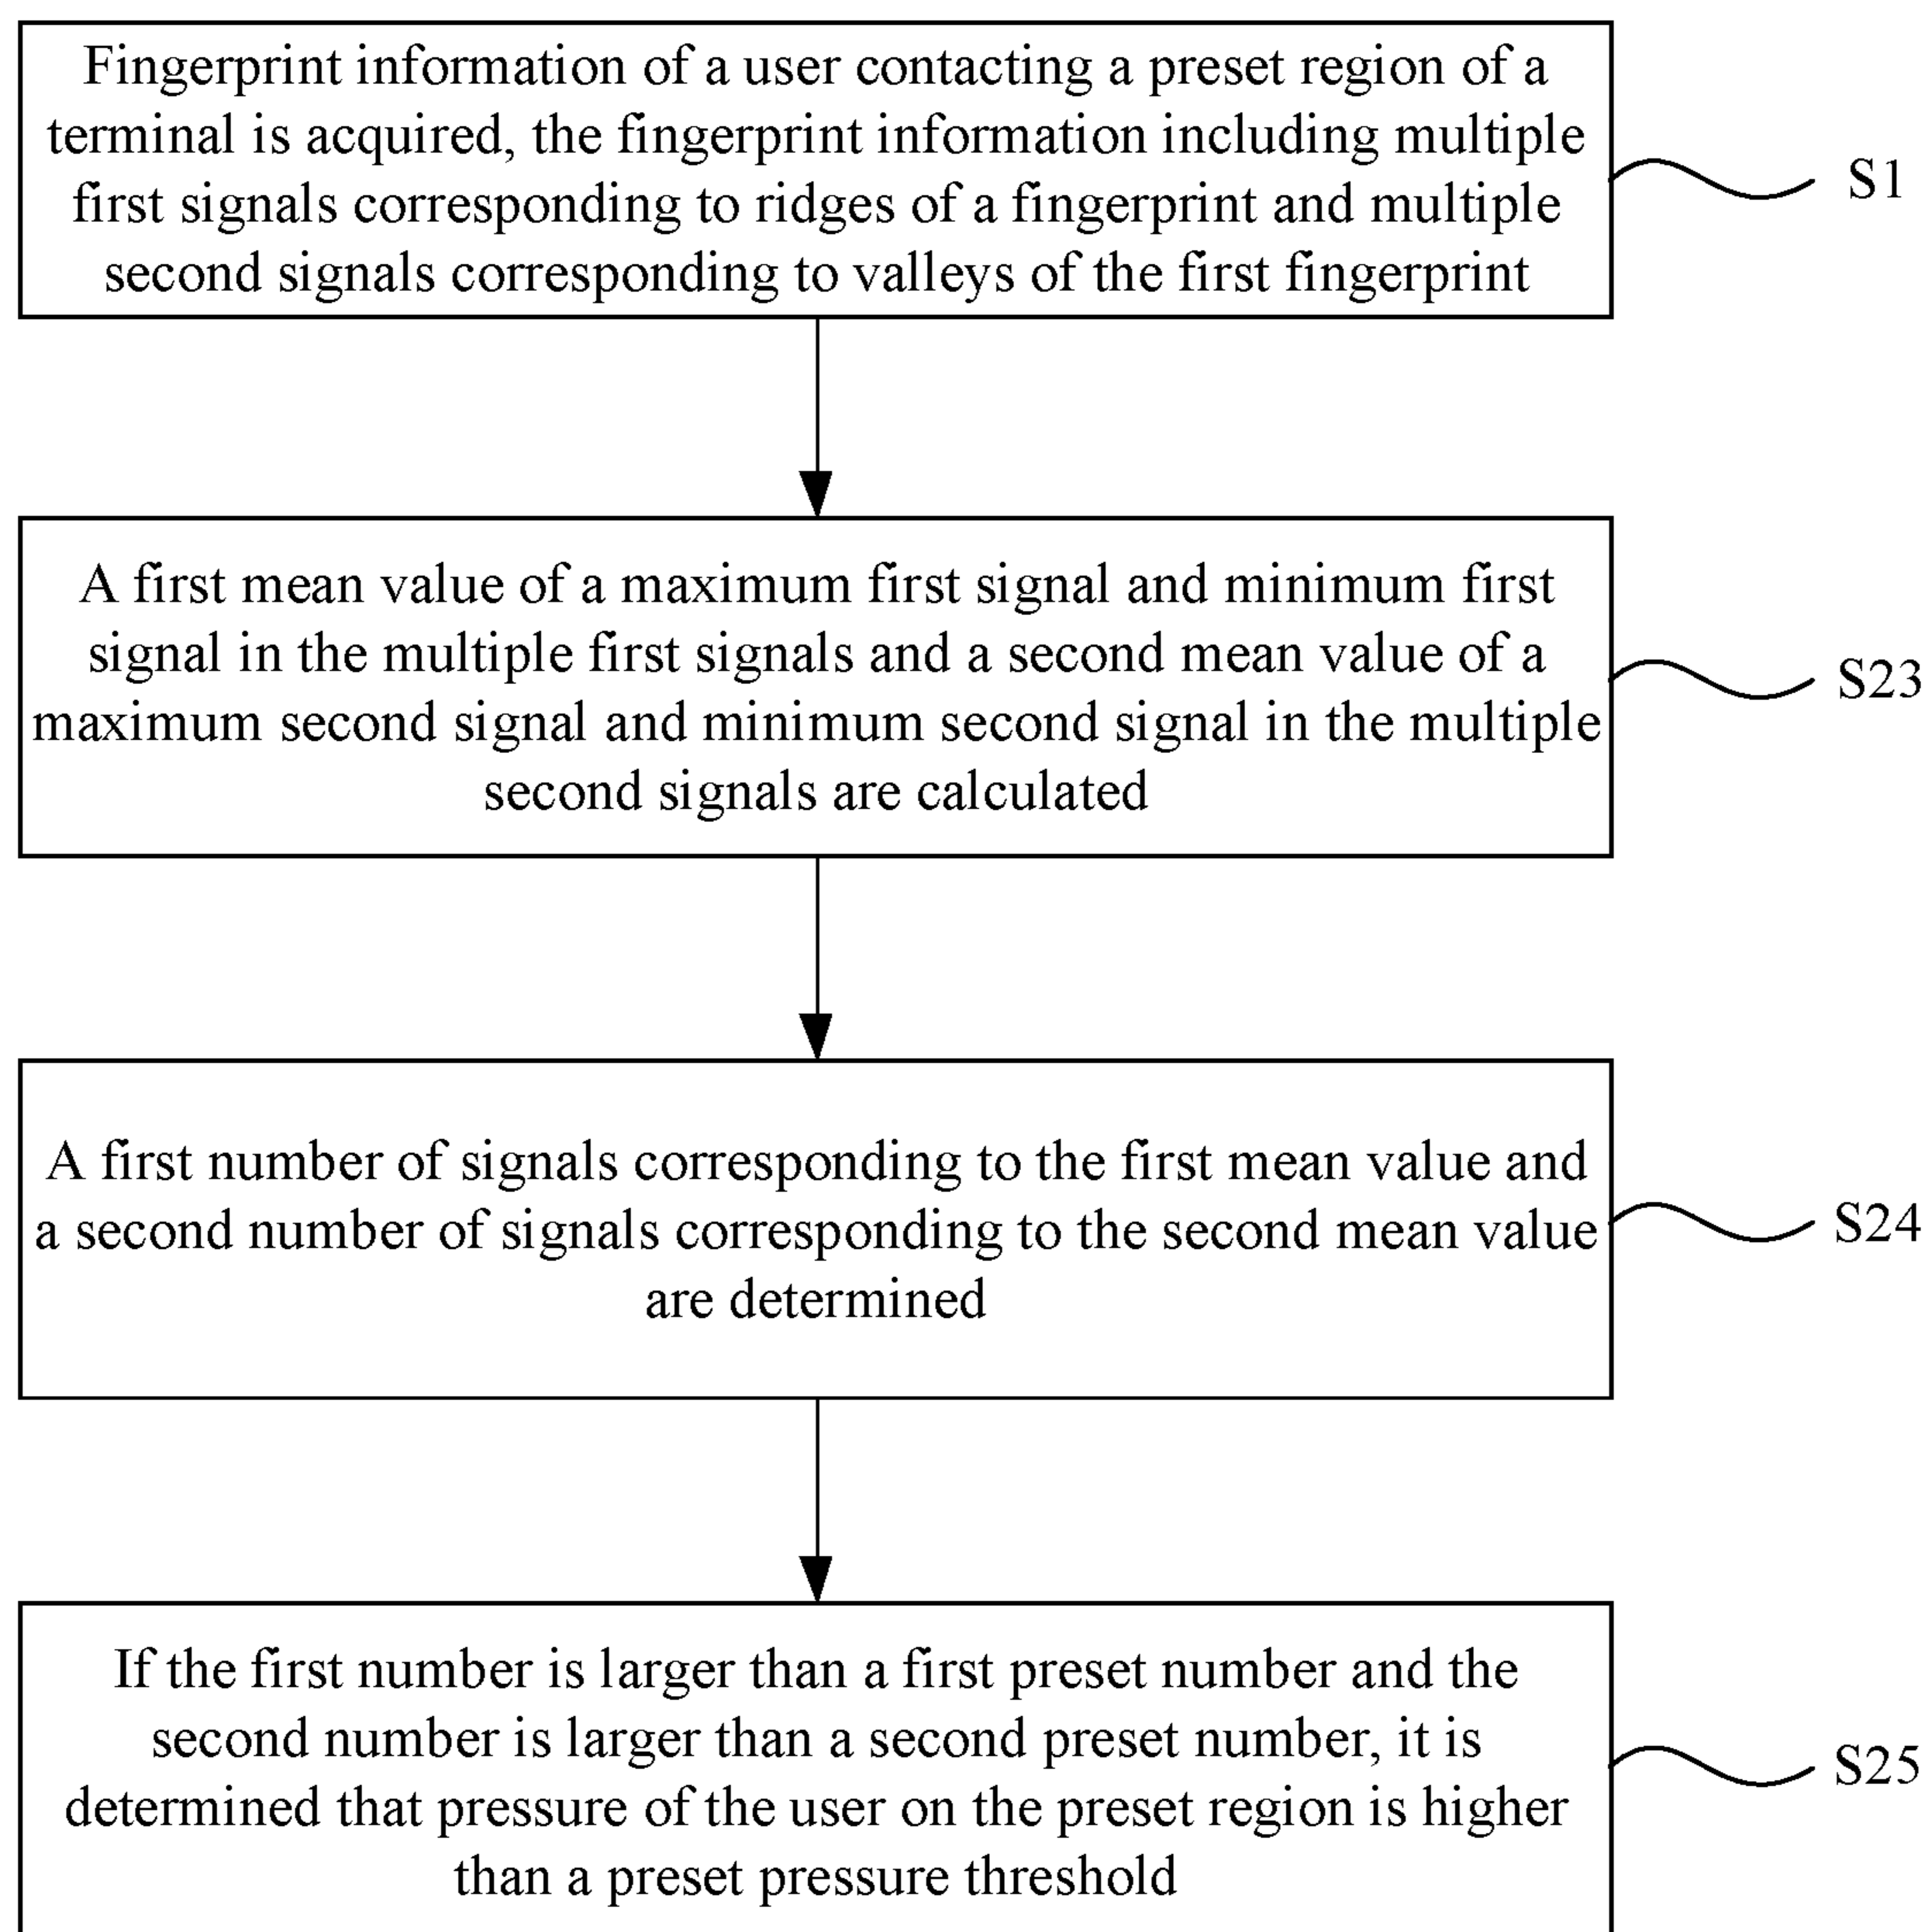 Fingerprint information of a user contacting a preset region of a
terminal is acquired, the fingerprint information including multiple
first signals corresponding to ridges of a fingerprint and multiple
second signals corresponding to valleys of the first fingerprint
S1
A first mean value of a maximum first signal and minimum first
signal in the multiple first signals and a second mean value of a
maximum second signal and minimum second signal in the multiple
second signals are calculated
S23
A first number of signals corresponding to the first mean value and
a second number of signals corresponding to the second mean value
are determined
S24
If the first number is larger than a first preset number and the
second number is larger than a second preset number, it is
determined that pressure of the user on the preset region is higher
than a preset pressure threshold
S25